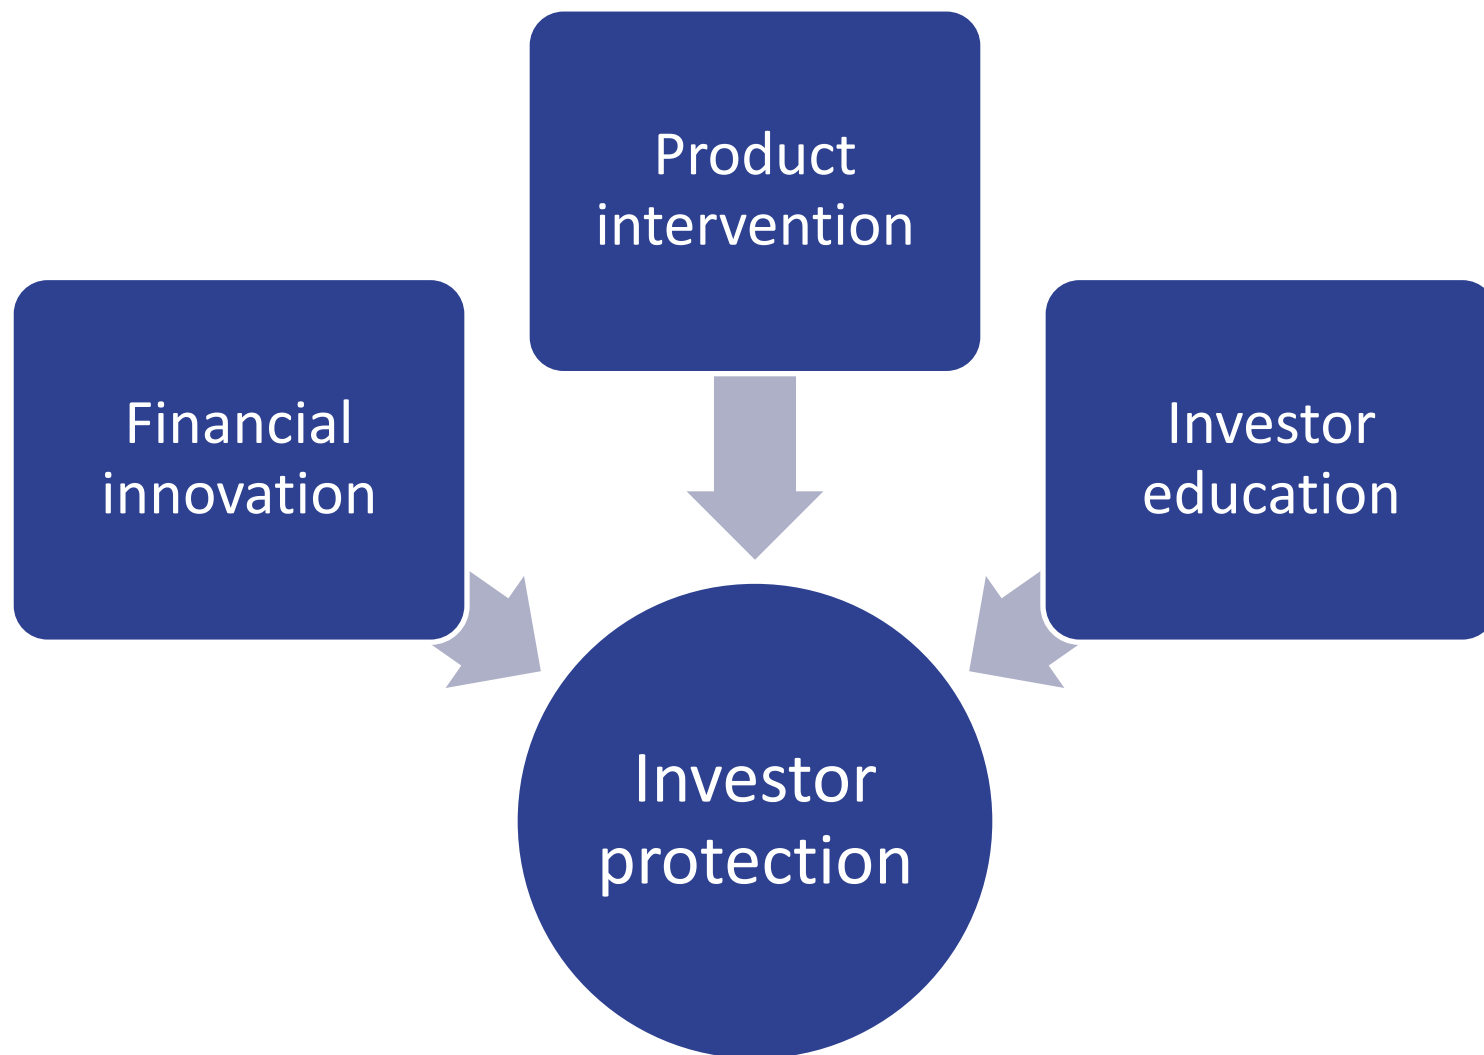 Product
intervention
Financial
innovation
Investor
education
Investor
protection